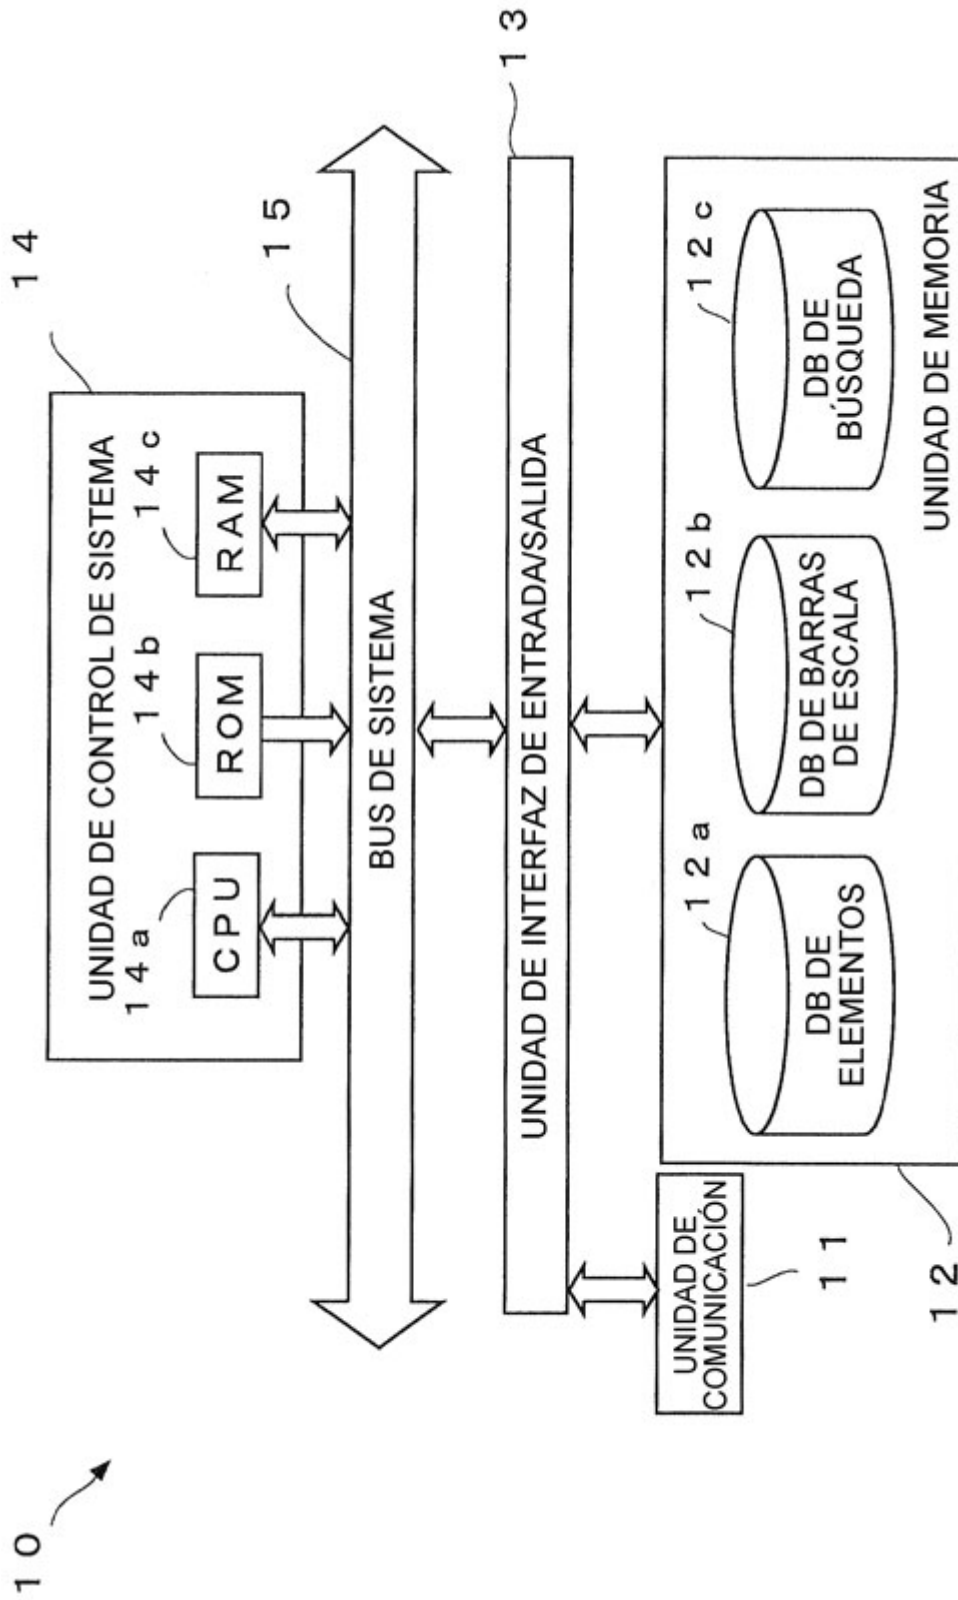 10
14
UNIDAD DE CONTROL DE SISTEMA
14a
14b
14c
CPU
ROM
RAM
15
BUS DE SISTEMA
13
UNIDAD DE INTERFAZ DE ENTRADA/SALIDA
UNIDAD DE
COMUNICACIÓN
11
12a
12b
12c
DB DE
ELEMENTOS
DB DE BARRAS
DE ESCALA
DB DE
BÚSQUEDA
UNIDAD DE MEMORIA
12